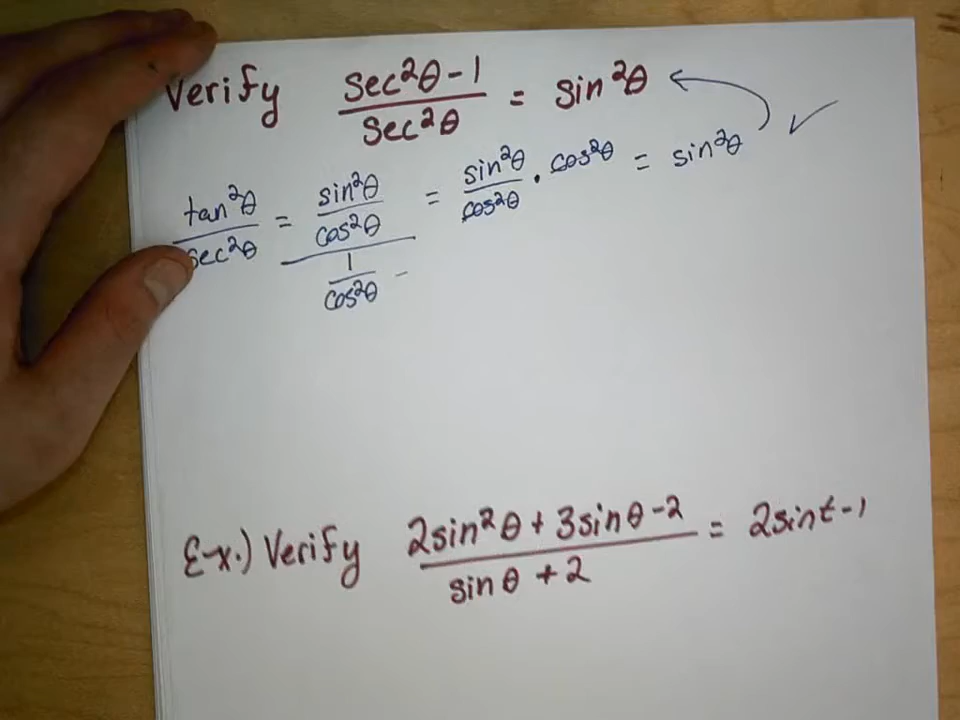 Verify (sec²θ-1)/(sec²θ) = sin²θ
(tan²θ)/(sec²θ) = (sin²θ/cos²θ)/(1/cos²θ) = (sin²θ)/(cos²θ) · cos²θ = sin²θ ✓
Ex.) Verify (2sin²θ + 3sinθ - 2)/(sinθ + 2) = 2sint - 1